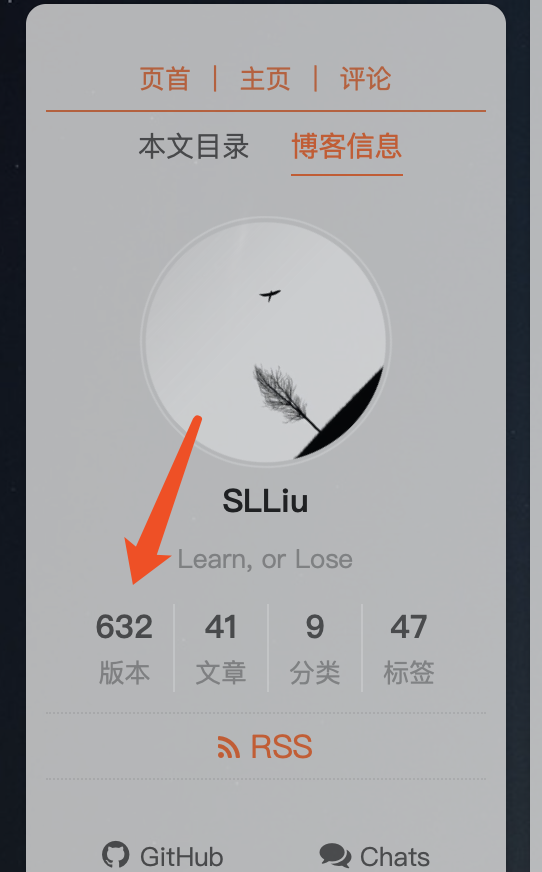 页首 | 主页 | 评论
本文目录 博客信息
SLLiu
Learn, or Lose
632 41 9 47
版本 文章 分类 标签
RSS
GitHub Chats